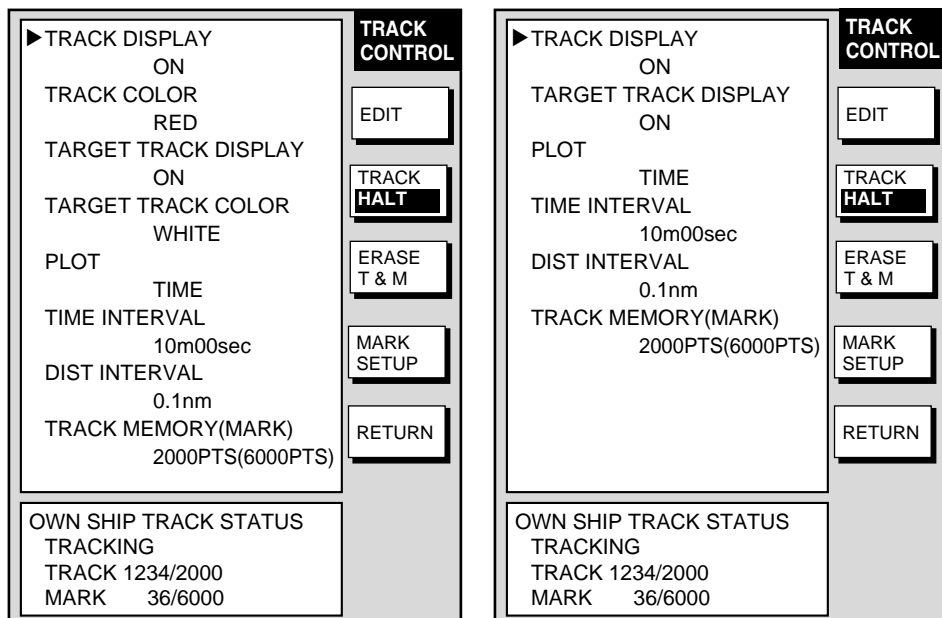 ▶TRACK DISPLAY
ON
TRACK COLOR
RED
TARGET TRACK DISPLAY
ON
TARGET TRACK COLOR
WHITE
PLOT
TIME
TIME INTERVAL
10m00sec
DIST INTERVAL
0.1nm
TRACK MEMORY(MARK)
2000PTS(6000PTS)
OWN SHIP TRACK STATUS
TRACKING
TRACK 1234/2000
MARK 36/6000
TRACK
CONTROL
EDIT
TRACK
HALT
ERASE
T & M
MARK
SETUP
RETURN
▶TRACK DISPLAY
ON
TARGET TRACK DISPLAY
ON
PLOT
TIME
TIME INTERVAL
10m00sec
DIST INTERVAL
0.1nm
TRACK MEMORY(MARK)
2000PTS(6000PTS)
OWN SHIP TRACK STATUS
TRACKING
TRACK 1234/2000
MARK 36/6000
TRACK
CONTROL
EDIT
TRACK
HALT
ERASE
T & M
MARK
SETUP
RETURN